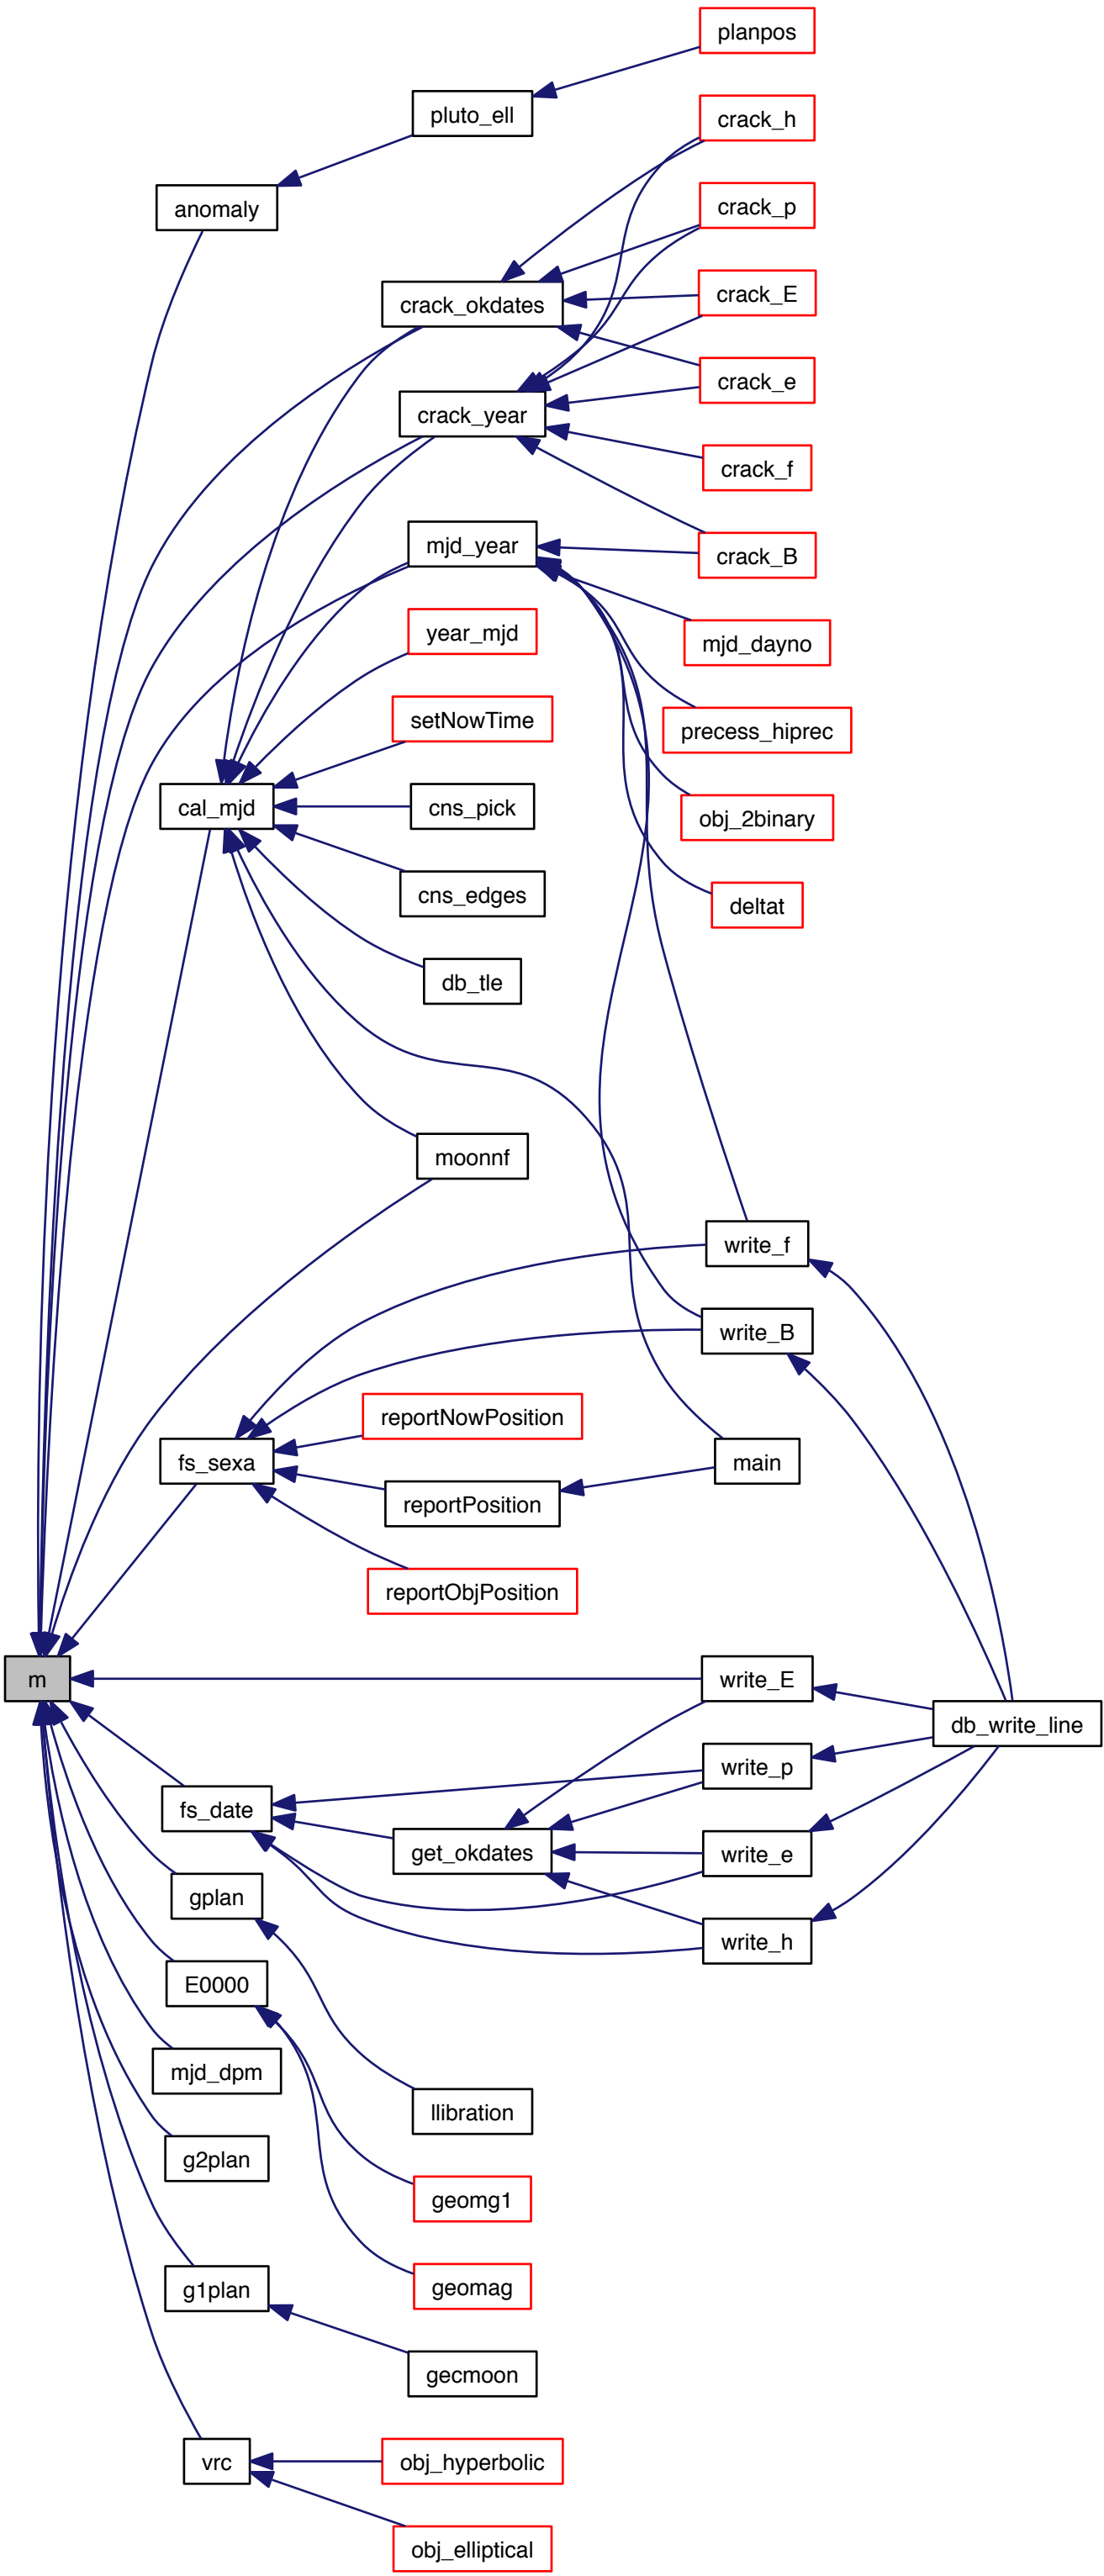 planpos
pluto_ell
crack_h
anomaly
crack_p
crack_okdates
crack_E
crack_e
crack_year
crack_f
mjd_year
crack_B
year_mjd
mjd_dayno
setNowTime
precess_hiprec
cal_mjd
cns_pick
obj_2binary
cns_edges
deltat
db_tle
moonnf
write_f
write_B
reportNowPosition
fs_sexa
main
reportPosition
reportObjPosition
m
write_E
db_write_line
write_p
fs_date
get_okdates
write_e
gplan
write_h
E0000
mjd_dpm
llibration
g2plan
geomg1
g1plan
geomag
gecmoon
vrc
obj_hyperbolic
obj_elliptical